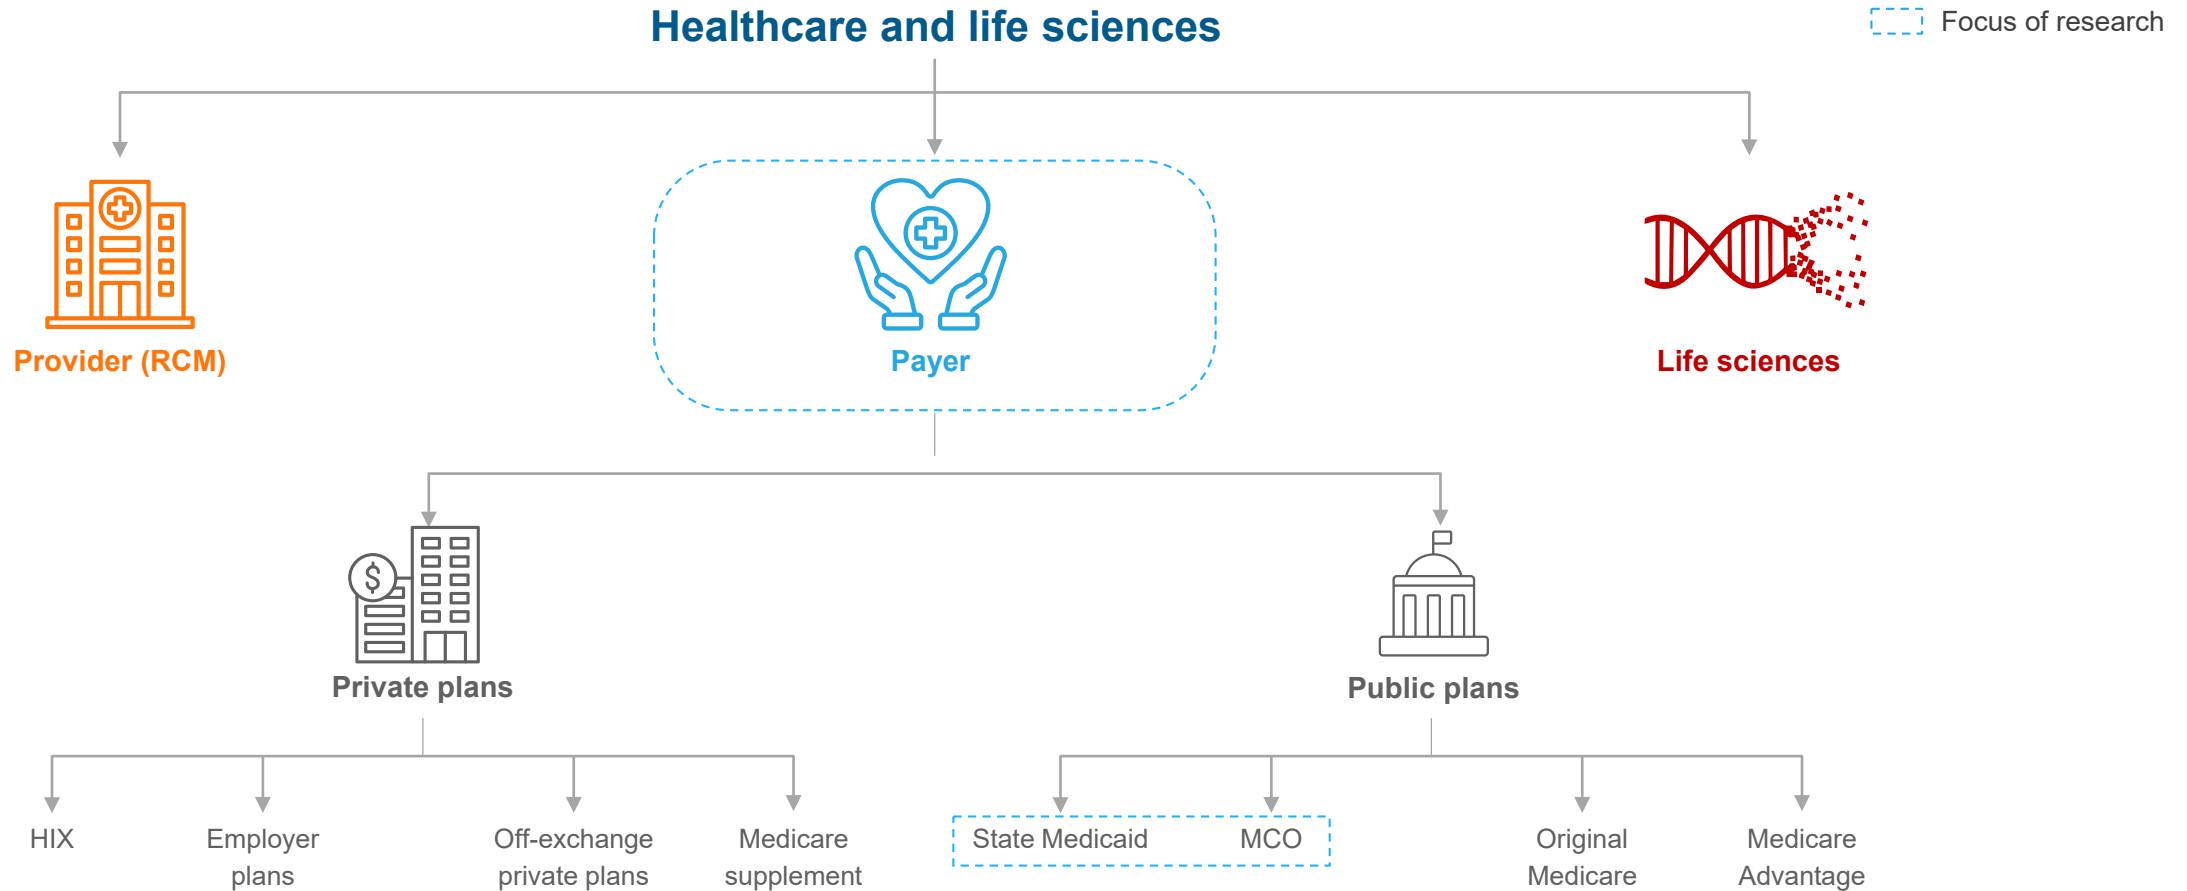 Healthcare and life sciences
Focus of research
Provider (RCM)
Payer
Life sciences
$
Private plans
Public plans
HIX
Employer
plans
Off-exchange
private plans
Medicare
supplement
State Medicaid
MCO
Original
Medicare
Medicare
Advantage